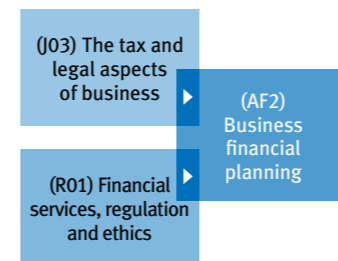 (J03) The tax and
legal aspects
of business
(AF2)
Business
financial
planning
(R01) Financial
services, regulation
and ethics